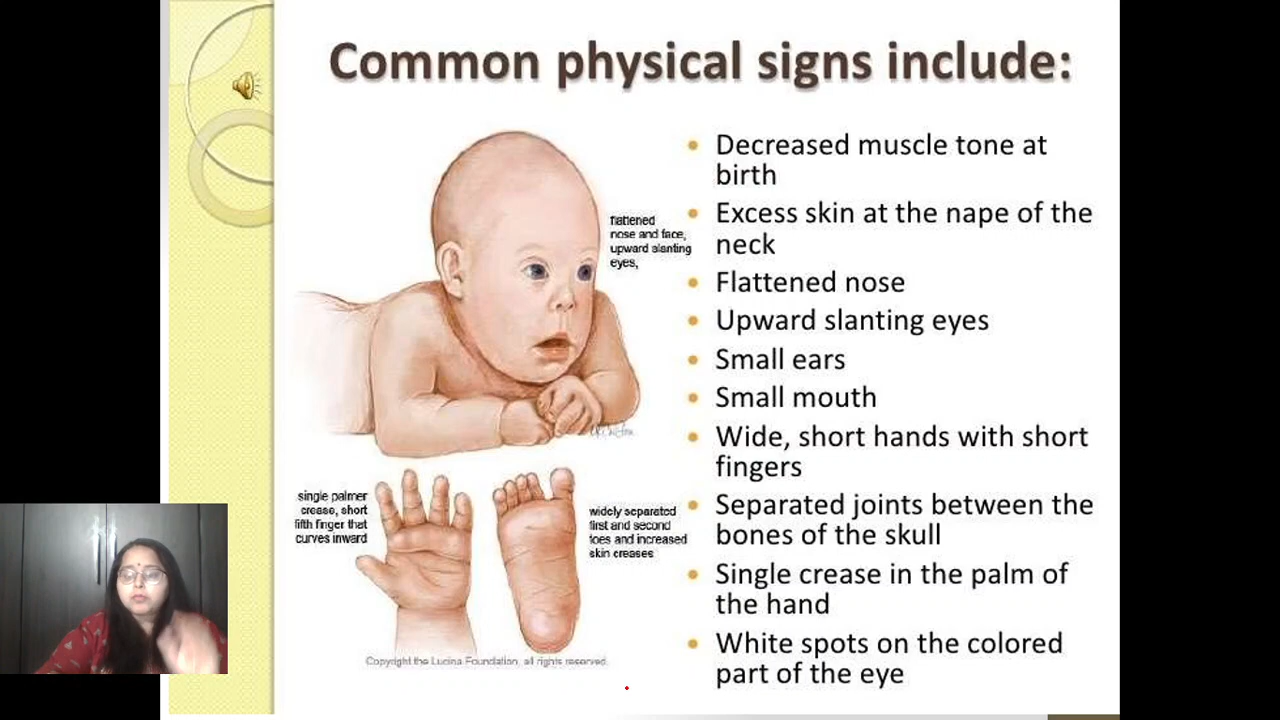 Common physical signs include:
flattened
nose and face,
upward slanting
eyes,
single palmer
crease, short
fifth finger that
curves inward
widely separated
first and second
toes and increased
skin creases
Copyright the Lucina Foundation, all rights reserved.
• Decreased muscle tone at
birth
• Excess skin at the nape of the
neck
• Flattened nose
• Upward slanting eyes
• Small ears
• Small mouth
• Wide, short hands with short
fingers
• Separated joints between the
bones of the skull
• Single crease in the palm of
the hand
• White spots on the colored
part of the eye